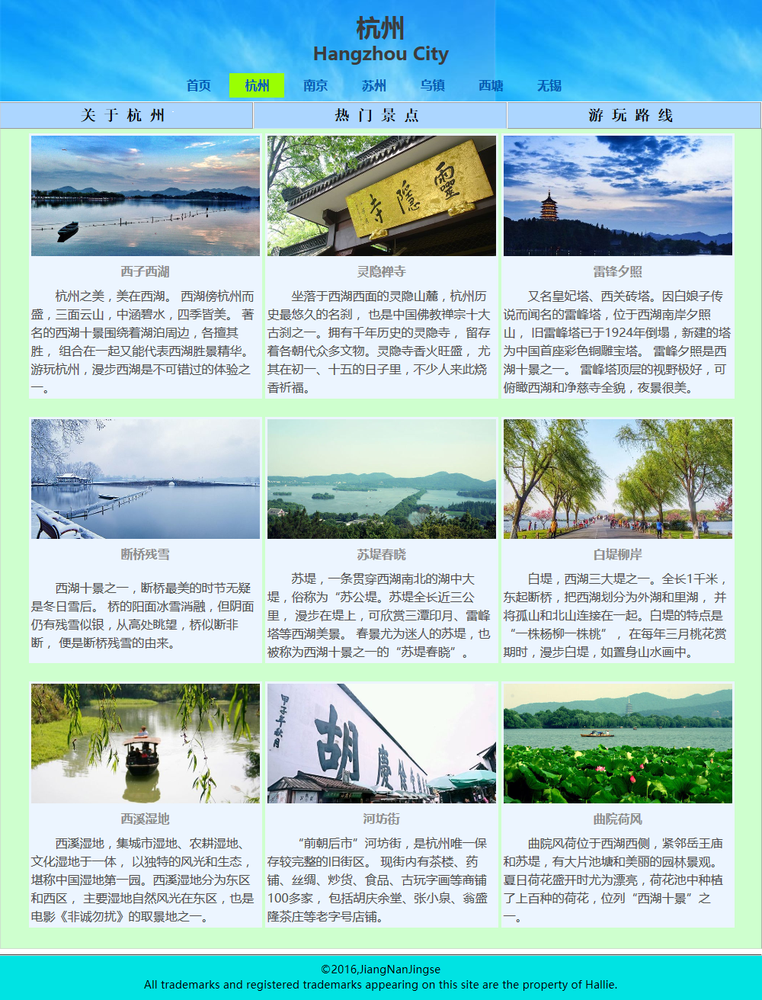 杭州
Hangzhou City
首页 杭州 南京 苏州 乌镇 西塘 无锡
关于杭州 热门景点 游玩路线
靈隱寺
西子西湖
杭州之美，美在西湖。 西湖傍杭州而
盛，三面云山，中涵碧水，四季皆美。 著
名的西湖十景围绕着湖泊周边，各擅其
胜， 组合在一起又能代表西湖胜景精华。
游玩杭州，漫步西湖是不可错过的体验之
一。
灵隐禅寺
坐落于西湖西面的灵隐山麓，杭州历
史最悠久的名刹， 也是中国佛教禅宗十大
古刹之一。拥有千年历史的灵隐寺， 留存
着各朝代众多文物。灵隐寺香火旺盛， 尤
其在初一、十五的日子里，不少人来此烧
香祈福。
雷锋夕照
又名皇妃塔、西关砖塔。因白娘子传
说而闻名的雷峰塔，位于西湖南岸夕照
山， 旧雷峰塔已于1924年倒塌，新建的塔
为中国首座彩色铜雕宝塔。 雷峰夕照是西
湖十景之一。 雷峰塔顶层的视野极好，可
俯瞰西湖和净慈寺全貌，夜景很美。
断桥残雪
西湖十景之一，断桥最美的时节无疑
是冬日雪后。 桥的阳面冰雪消融，但阴面
仍有残雪似银，从高处眺望，桥似断非
断， 便是断桥残雪的由来。
苏堤春晓
苏堤，一条贯穿西湖南北的湖中大
堤，俗称为“苏公堤。苏堤全长近三公
里， 漫步在堤上，可欣赏三潭印月、雷峰
塔等西湖美景。 春景尤为迷人的苏堤，也
被称为西湖十景之一的“苏堤春晓”。
白堤柳岸
白堤，西湖三大堤之一。全长1千米，
东起断桥，把西湖划分为外湖和里湖， 并
将孤山和北山连接在一起。白堤的特点是
“一株杨柳一株桃” ， 在每年三月桃花赏
期时，漫步白堤，如置身山水画中。
甲子年秋月
胡慶餘堂
西溪湿地
西溪湿地，集城市湿地、农耕湿地、
文化湿地于一体， 以独特的风光和生态，
堪称中国湿地第一园。西溪湿地分为东区
和西区， 主要湿地自然风光在东区，也是
电影《非诚勿扰》的取景地之一。
河坊街
“前朝后市”河坊街，是杭州唯一保
存较完整的旧街区。 现街内有茶楼、药
铺、丝绸、炒货、食品、古玩字画等商铺
100多家， 包括胡庆余堂、张小泉、翁盛
隆茶庄等老字号店铺。
曲院荷风
曲院风荷位于西湖西侧，紧邻岳王庙
和苏堤，有大片池塘和美丽的园林景观。
夏日荷花盛开时尤为漂亮，荷花池中种植
了上百种的荷花，位列“西湖十景”之
一。
©2016,JiangNanJingse
All trademarks and registered trademarks appearing on this site are the property of Hallie.